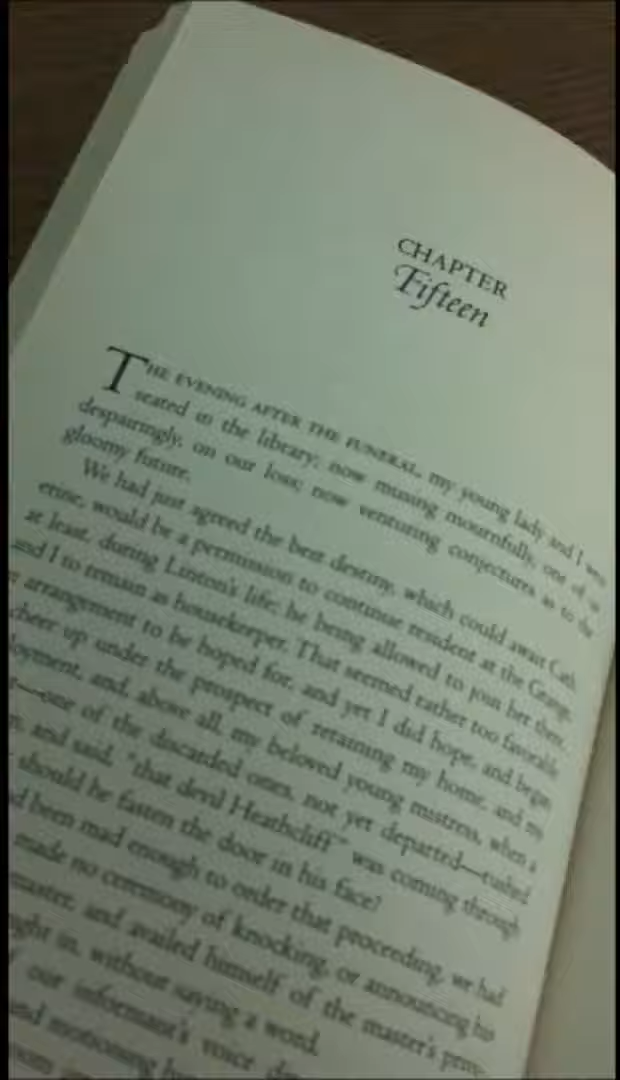 CHAPTER
Fifteen
THE EVENING AFTER THE FUNERAL, my young lady and I were
seated in the library; now musing mournfully, one of us
despairingly, on our loss; now venturing conjectures as to the
gloomy future.
We had just agreed the best destiny, which could await Cath
erine, would be a permission to continue resident at the Grange,
at least, during Linton's life: he being allowed to join her there,
and I to remain as housekeeper. That seemed rather too favorable
arrangement to be hoped for, and yet I did hope, and began
cheer up under the prospect of retaining my home, and my
loyment, and, above all, my beloved young mistress, when a
—one of the discarded ones, not yet departed—rushed
and said, "that devil Heathcliff" was coming through
should he fasten the door in his face?
d been mad enough to order that proceeding, we had
made no ceremony of knocking, or announcing his
master, and availed himself of the master's prive-
ght in, without saying a word.
our informant's voice
and motioning